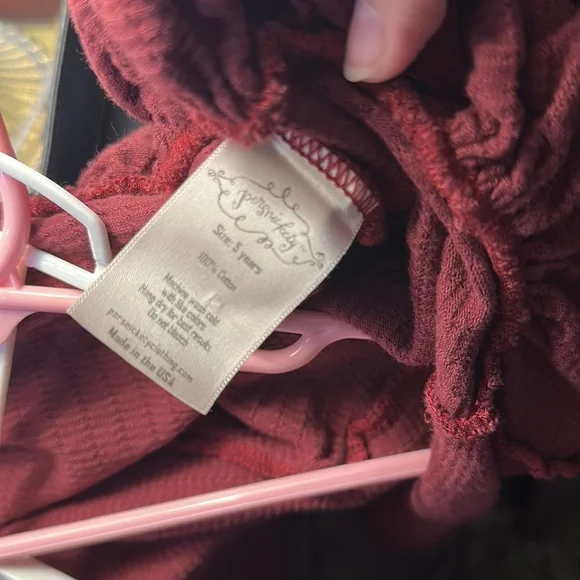 persnickety
Size: 5 years
100% Cotton
Machine wash cold
with like colors
Hang dry for best results
(Do not bleach)
persnicketyclothing.com
Made in the USA